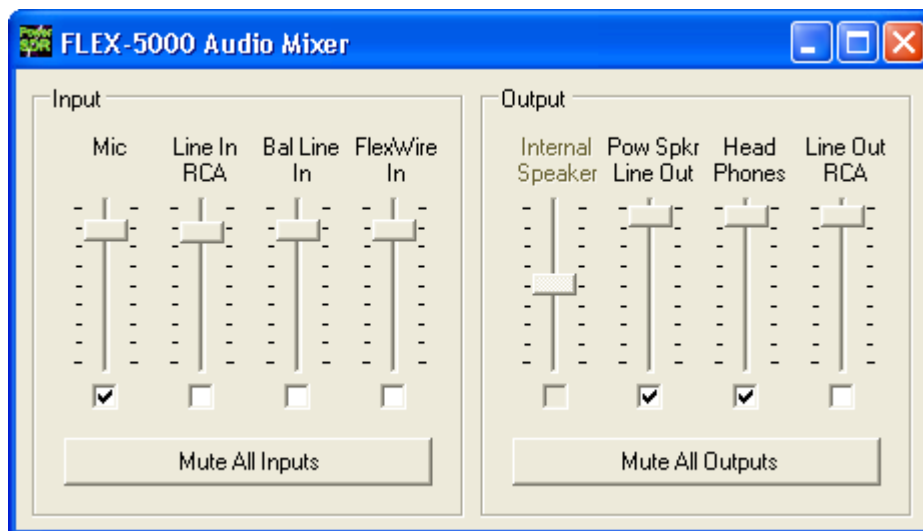 Power SDR
FLEX-5000 Audio Mixer
Input
Mic
Line In RCA
Bal Line In
FlexWire In
Mute All Inputs
Output
Internal Speaker
Pow Spkr Line Out
Head Phones
Line Out RCA
Mute All Outputs